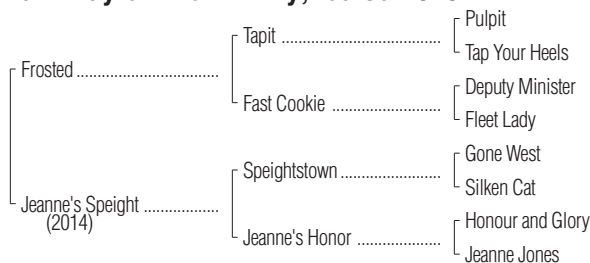 Tapit ..............................
Pulpit
Tap Your Heels
Frosted ...........................
Fast Cookie ....................
Deputy Minister
Fleet Lady
Speightstown ..................
Gone West
Silken Cat
Jeanne's Speight ..............
(2014)
Jeanne's Honor ...............
Honour and Glory
Jeanne Jones